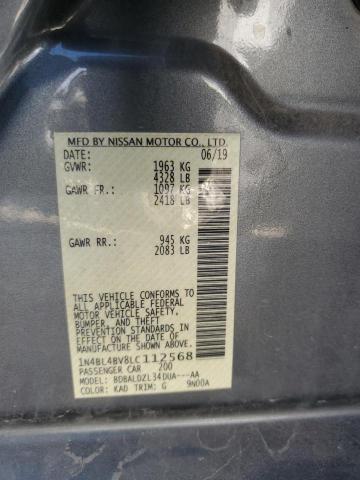 MFD BY NISSAN MOTOR CO., LTD.
DATE: 06/19
GVWR: 1963 KG
4328 LB
GAWR FR.: 1097 KG
2418 LB
GAWR RR.: 945 KG
2083 LB
THIS VEHICLE CONFORMS TO
ALL APPLICABLE FEDERAL
MOTOR VEHICLE SAFETY,
BUMPER, AND THEFT
PREVENTION STANDARDS
IN EFFECT ON THE DATE OF
MANUFACTURE SHOWN ABOVE.
1N4BL4BV8LC112568
PASSENGER CAR 200
MODEL: BDBALDZL34DUA---AA
COLOR: KAD TRIM: G 9N00A